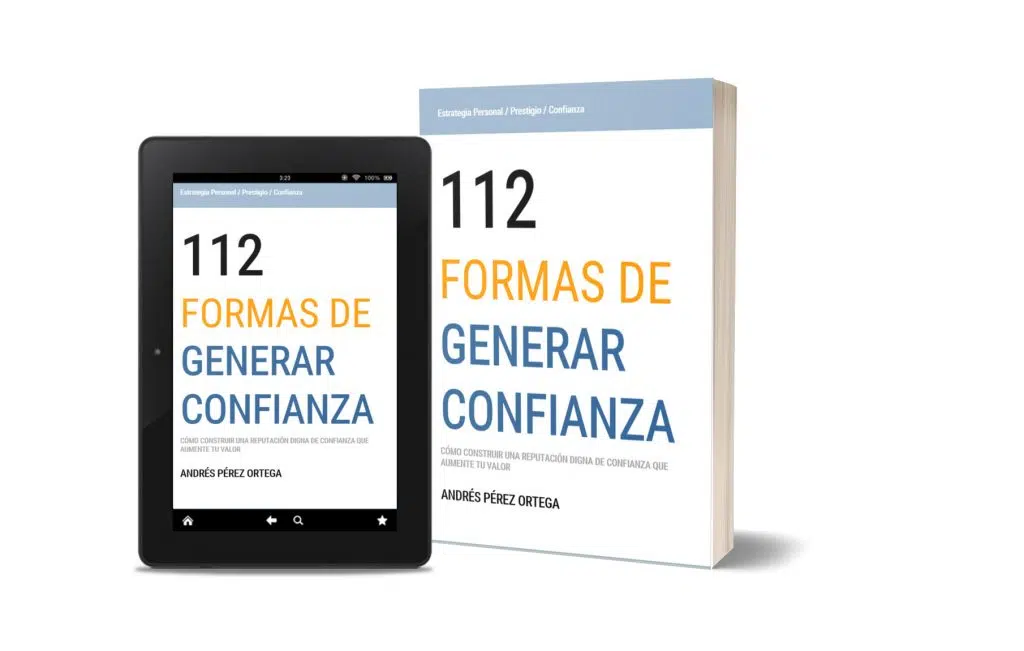 Estrategia Personal / Prestigio / Confianza
112
FORMAS DE
GENERAR
CONFIANZA
CÓMO CONSTRUIR UNA REPUTACIÓN DIGNA DE CONFIANZA QUE
AUMENTE TU VALOR
ANDRÉS PÉREZ ORTEGA
3:23
100%
Estrategia Personal / Prestigio / Confianza
112
FORMAS DE
GENERAR
CONFIANZA
CÓMO CONSTRUIR UNA REPUTACIÓN DIGNA DE CONFIANZA QUE
AUMENTE TU VALOR
ANDRÉS PÉREZ ORTEGA